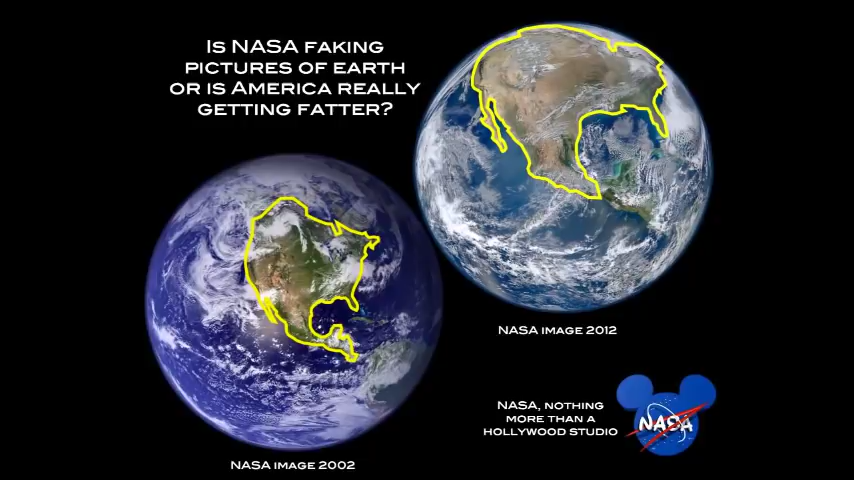 Is NASA faking
pictures of earth
or is America really
getting fatter?
NASA image 2012
NASA, nothing
more than a
hollywood studio
NASA
NASA image 2002